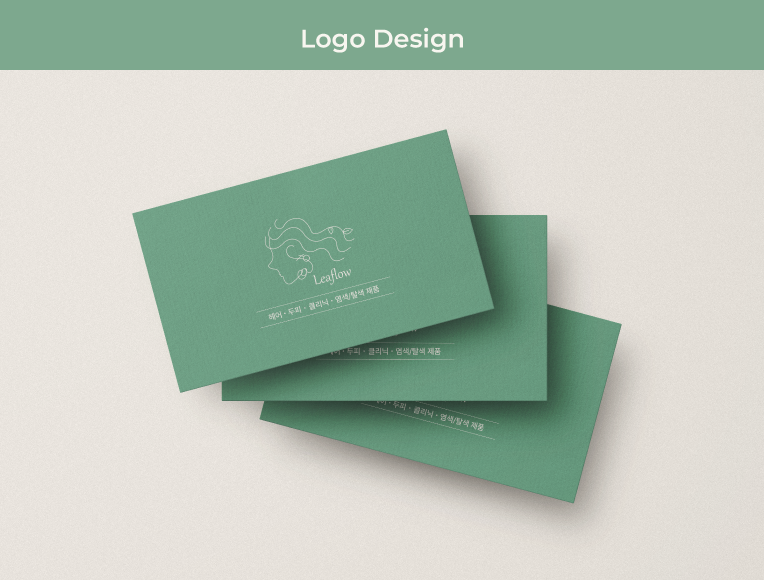 Logo Design
Leaflow
헤어 · 두피 · 클리닉 · 염색/탈색 제품
두피 · 클리닉 · 염색/탈색 제품
두피 · 클리닉 · 염색/탈색 제품